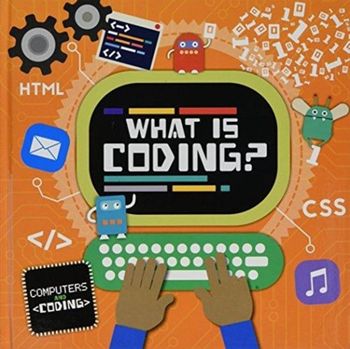 <-->
</>
HTML
WHAT IS
CODING?
CSS
</>
COMPUTERS
AND
<CODING>